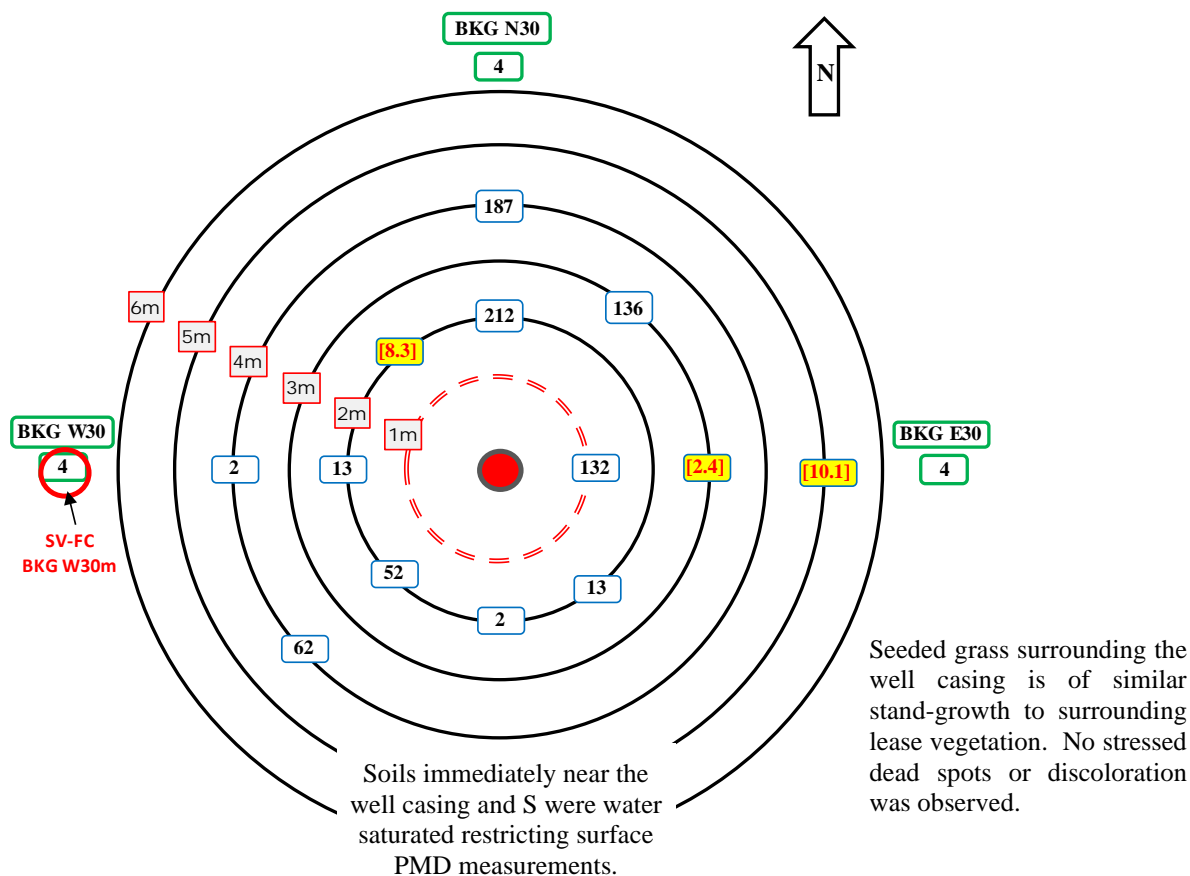 BKG N30
4
N
187
6m
136
5m
212
4m
[8.3]
3m
2m
1m
BKG W30
BKG E30
4
2
13
132
[2.4]
[10.1]
4
SV-FC
BKG W30m
52
13
2
62
Seeded grass surrounding the
well casing is of similar
stand-growth to surrounding
lease vegetation. No stressed
dead spots or discoloration
was observed.
Soils immediately near the
well casing and S were water
saturated restricting surface
PMD measurements.